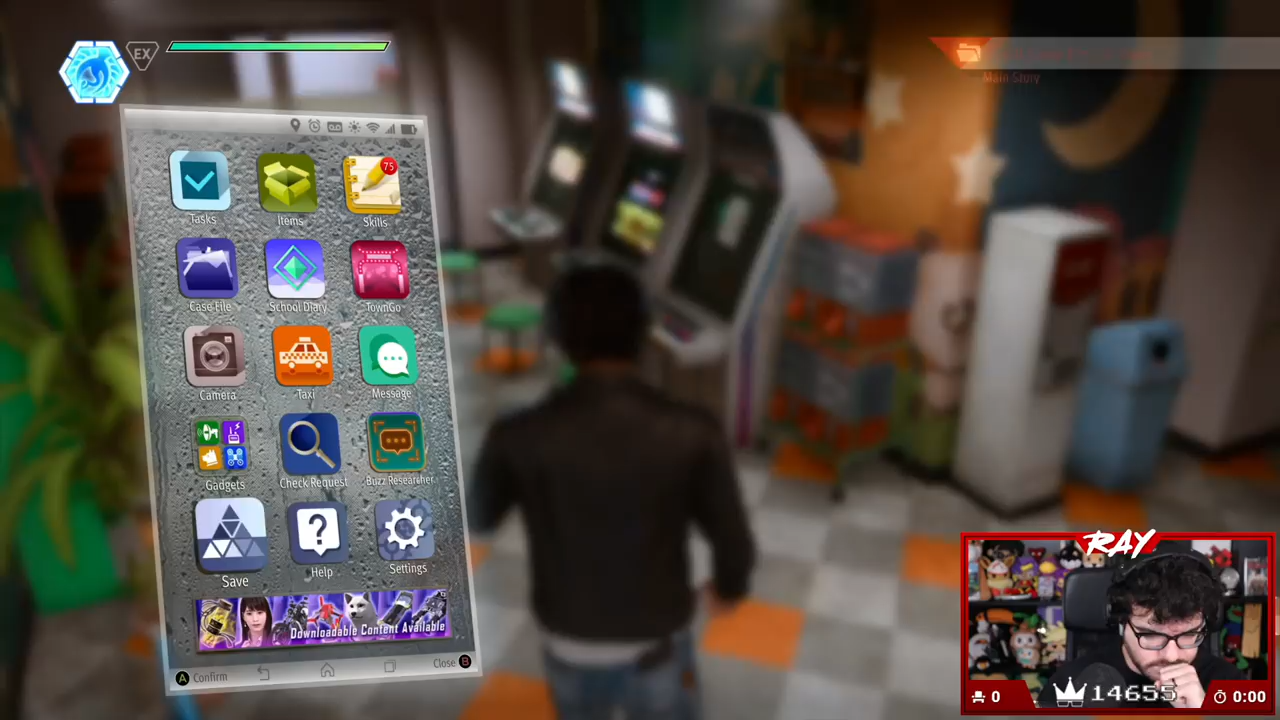 EX
Main Story
75
Tasks
Items
Skills
Case File
School Diary
TownGo
Camera
Taxi
Message
Gadgets
Check Request
Buzz Researcher
Save
Help
Settings
Downloadable Content Available
A Confirm
Close B
RAY
0
14655
0:00